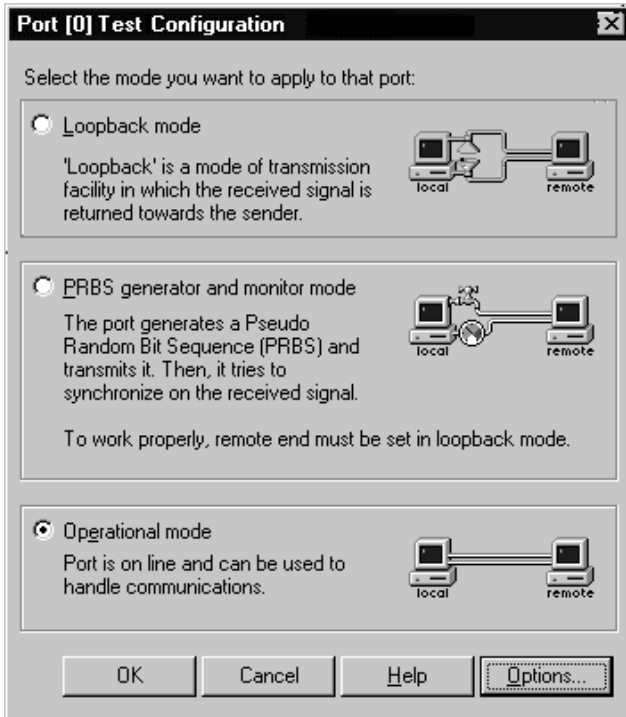 Port [0] Test Configuration
Select the mode you want to apply to that port:
Loopback mode
'Loopback' is a mode of transmission
facility in which the received signal is
returned towards the sender.
local
remote
PRBS generator and monitor mode
The port generates a Pseudo
Random Bit Sequence (PRBS) and
transmits it. Then, it tries to
synchronize on the received signal.
local
remote
To work properly, remote end must be set in loopback mode.
Operational mode
Port is on line and can be used to
handle communications.
local
remote
OK
Cancel
Help
Options...